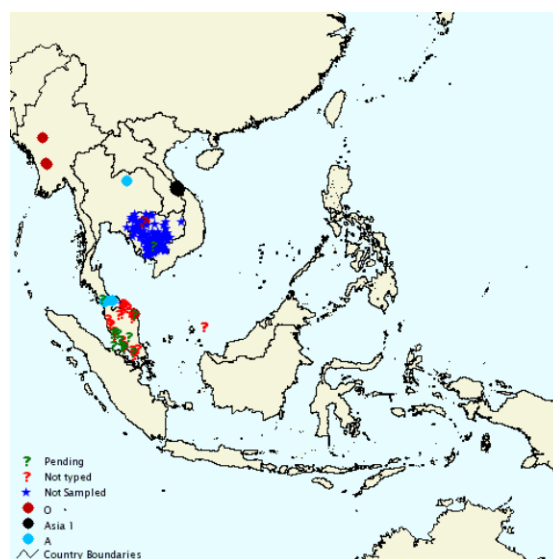 ? Pending
? Not typed
Not Sampled
O
Asia 1
A
Country Boundaries